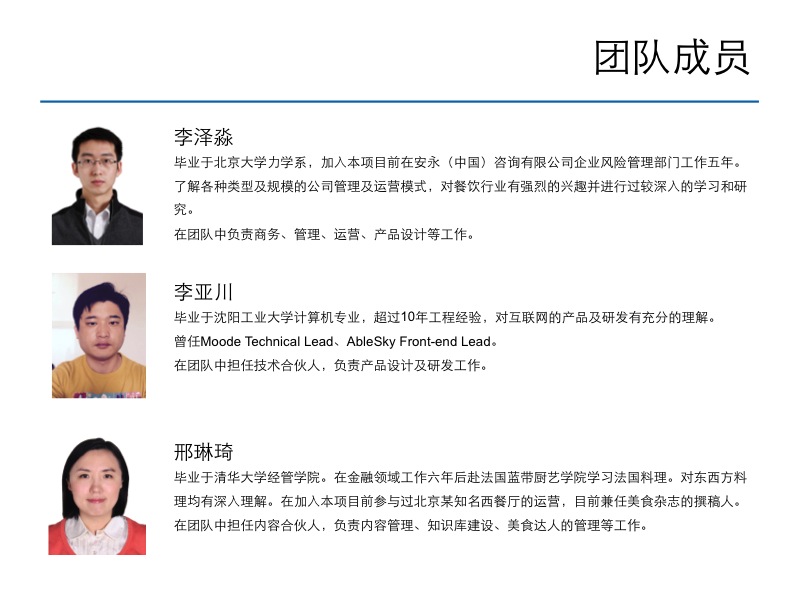 团队成员
李泽淼
毕业于北京大学力学系，加入本项目前在安永（中国）咨询有限公司企业风险管理部门工作五年。
了解各种类型及规模的公司管理及运营模式，对餐饮行业有强烈的兴趣并进行过较深入的学习和研
究。
在团队中负责商务、管理、运营、产品设计等工作。
李亚川
毕业于沈阳工业大学计算机专业，超过10年工程经验，对互联网的产品及研发有充分的理解。
曾任Moode Technical Lead、AbleSky Front-end Lead。
在团队中担任技术合伙人，负责产品设计及研发工作。
邢琳琦
毕业于清华大学经管学院。在金融领域工作六年后赴法国蓝带厨艺学院学习法国料理。对东西方料
理均有深入理解。在加入本项目前参与过北京某知名西餐厅的运营，目前兼任美食杂志的撰稿人。
在团队中担任内容合伙人，负责内容管理、知识库建设、美食达人的管理等工作。